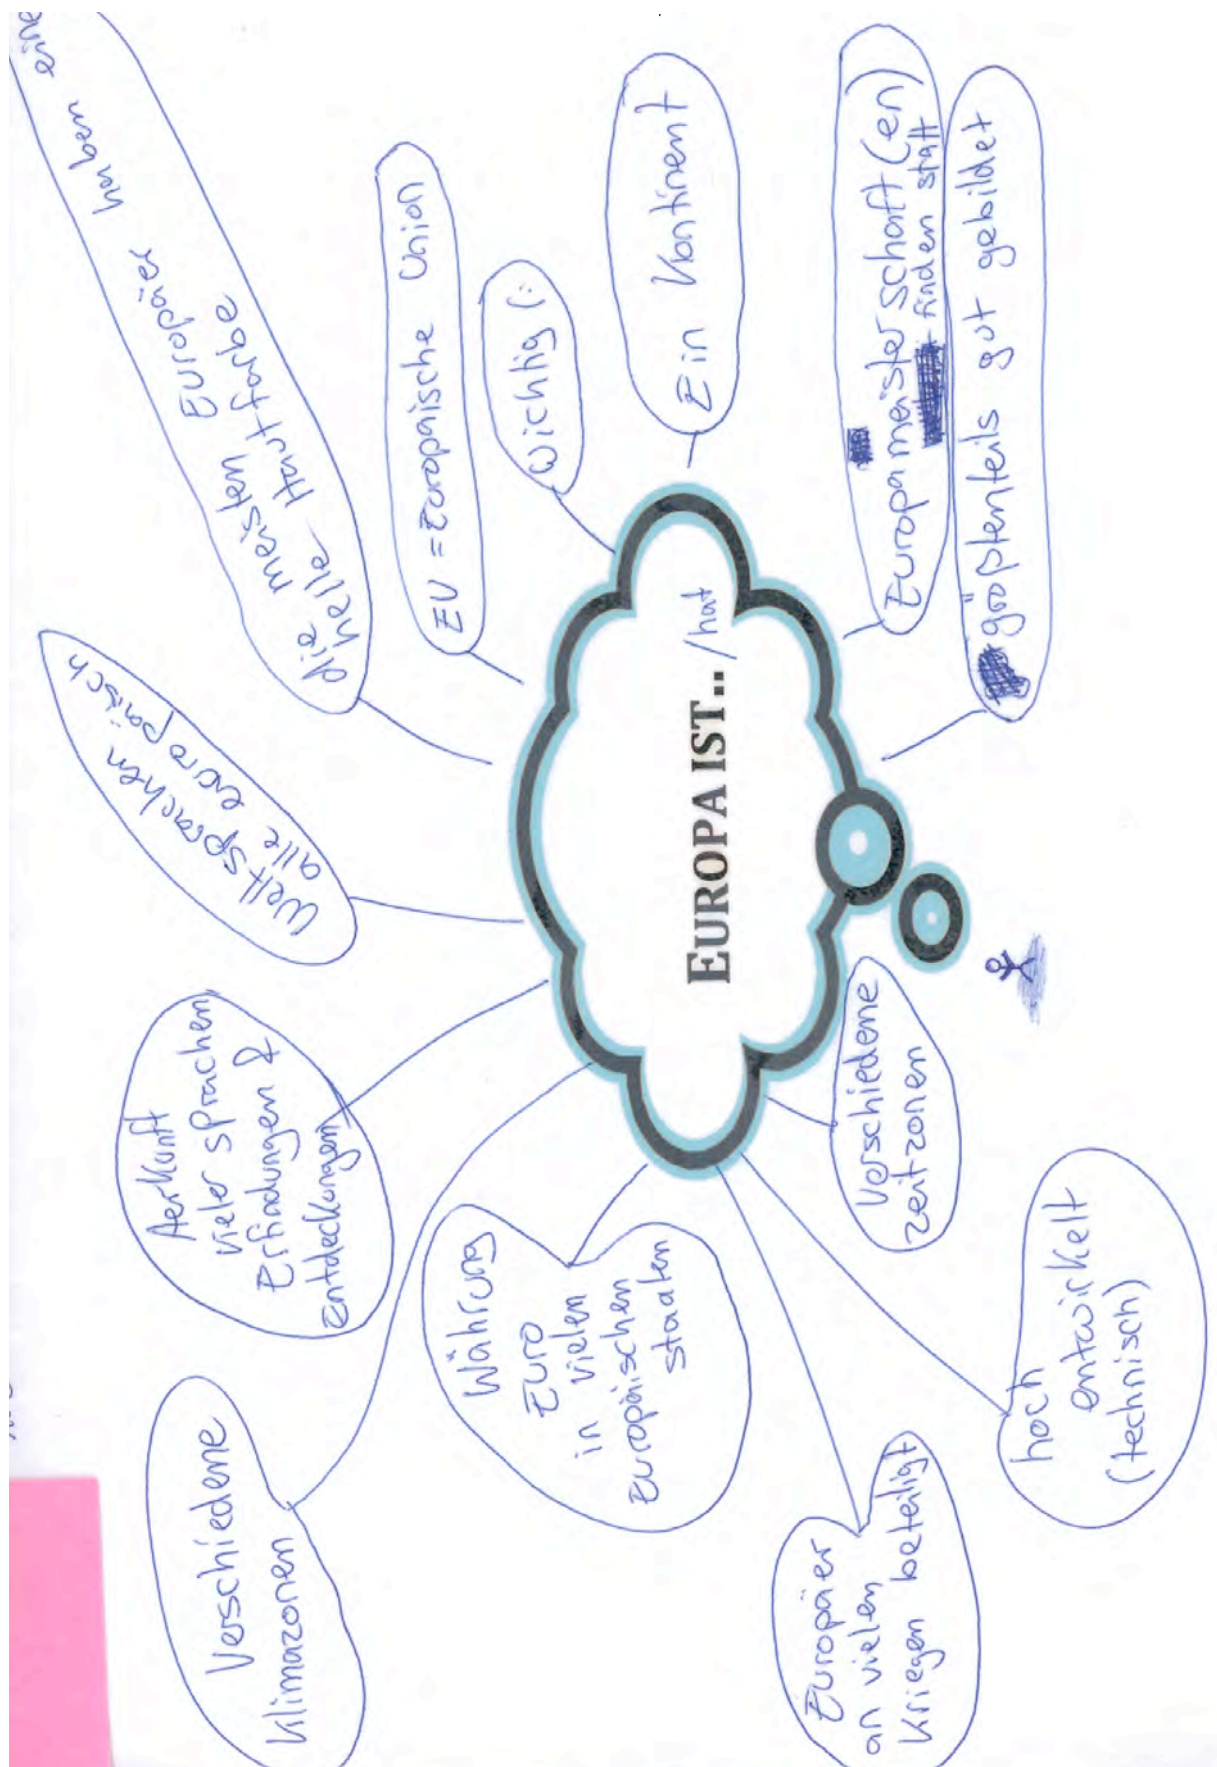 EUROPA IST.. /hat
Verschiedene
Klimazonen
Herkunft
vieler Sprachen,
Erfindungen &
Entdeckungen
Weltsprachen
alle europäisch
die meisten Europäer haben eine
helle Hautfarbe
EU = Europäische Union
Wichtig (:
Ein Kontinent
Europameisterschaft(en)
finden statt
größtenteils gut gebildet
Verschiedene
Zeitzonen
hoch
entwickelt
(technisch)
Europäer
an vielen
Kriegen beteiligt
Währung
Euro
in vielen
Europäischen
Staaten